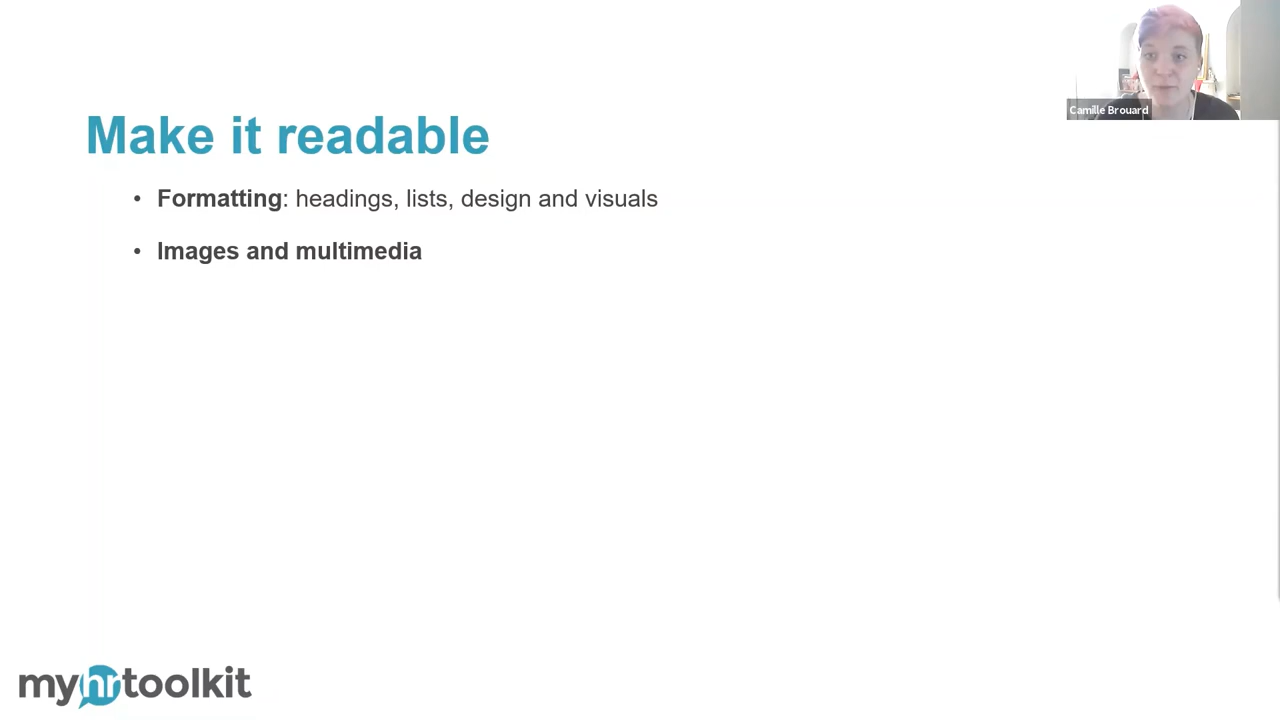 Camille Brouard
Make it readable
• Formatting: headings, lists, design and visuals
• Images and multimedia
myhrtoolkit